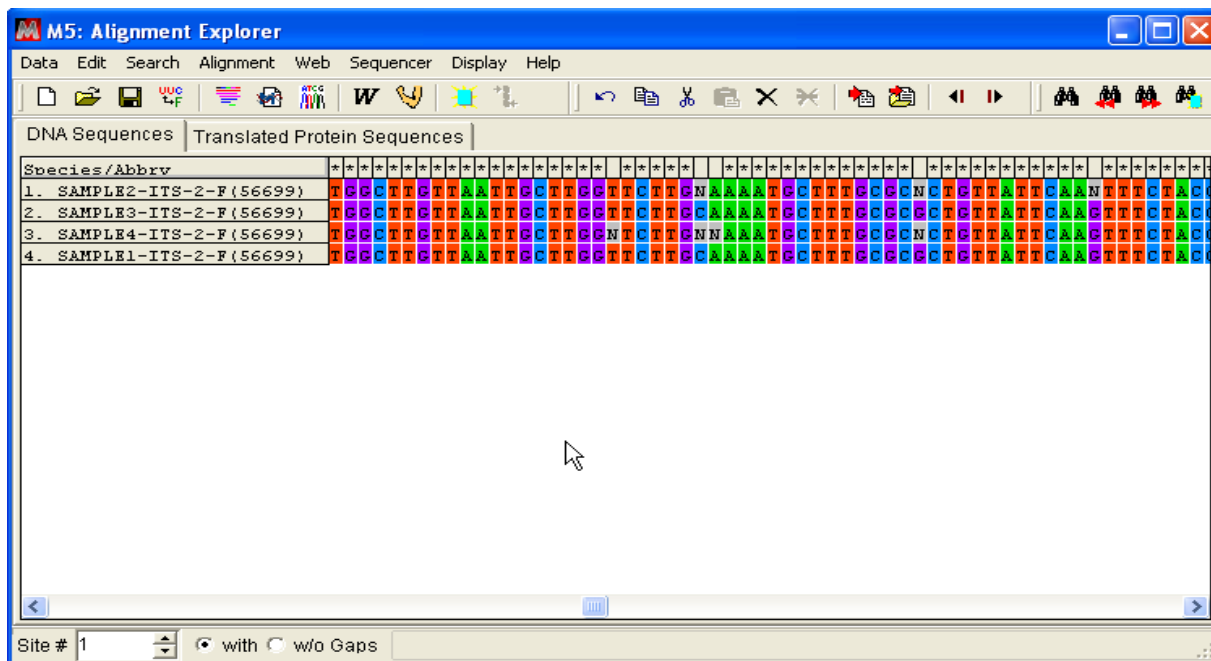 M5: Alignment Explorer
Data Edit Search Alignment Web Sequencer Display Help
W
DNA Sequences Translated Protein Sequences
Species/Abbrv ******************* ***** ************* *********** *******
1. SAMPLE2-ITS-2-F(56699) TGGCTTGTTAATTGCTTGGTTCTTGNAAAATGCTTTGCGCNCTGTTATTCAANTTTCTAC
2. SAMPLE3-ITS-2-F(56699) TGGCTTGTTAATTGCTTGGTTCTTGCAAAATGCTTTGCGCGCTGTTATTCAAGTTTCTAC
3. SAMPLE4-ITS-2-F(56699) TGGCTTGTTAATTGCTTGGNTCTTGNNAAATGCTTTGCGCNCTGTTATTCAAGTTTCTAC
4. SAMPLE1-ITS-2-F(56699) TGGCTTGTTAATTGCTTGGTTCTTGCAAAATGCTTTGCGCGCTGTTATTCAAGTTTCTAC
Site # 1 with w/o Gaps